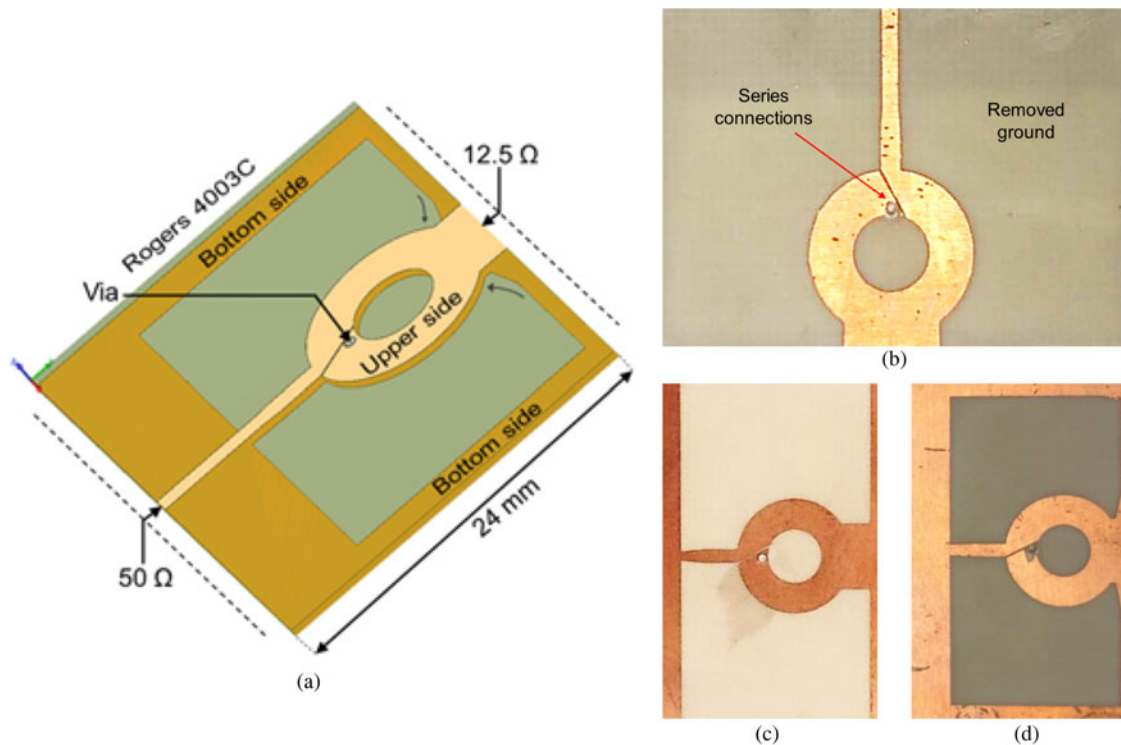 Rogers 4003C
Bottom side
12.5 Ω
Via
Upper side
Bottom side
24 mm
50 Ω
(a)
Series
connections
Removed
ground
(b)
(c)
(d)